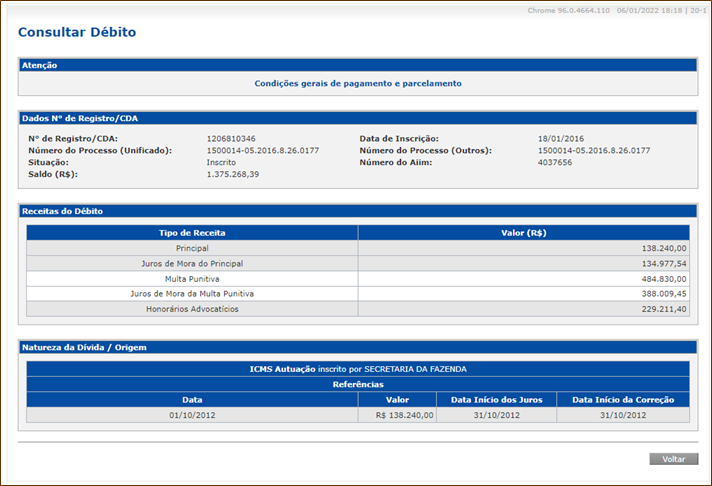 Chrome 96.0.4664.110 06/01/2022 18:18 | 20-1
Consultar Débito
Atenção
Condições gerais de pagamento e parcelamento
Dados N° de Registro/CDA
N° de Registro/CDA: 1206810346 Data de Inscrição: 18/01/2016
Número do Processo (Unificado): 1500014-05.2016.8.26.0177 Número do Processo (Outros): 1500014-05.2016.8.26.0177
Situação: Inscrito Número do Aiim: 4037656
Saldo (R$): 1.375.268,39
Receitas do Débito
Tipo de Receita Valor (R$)
Principal 138.240,00
Juros de Mora do Principal 134.977,54
Multa Punitiva 484.830,00
Juros de Mora da Multa Punitiva 388.009,45
Honorários Advocatícios 229.211,40
Natureza da Dívida / Origem
ICMS Autuação inscrito por SECRETARIA DA FAZENDA
Referências
Data Valor Data Início dos Juros Data Início da Correção
01/10/2012 R$ 138.240,00 31/10/2012 31/10/2012
Voltar